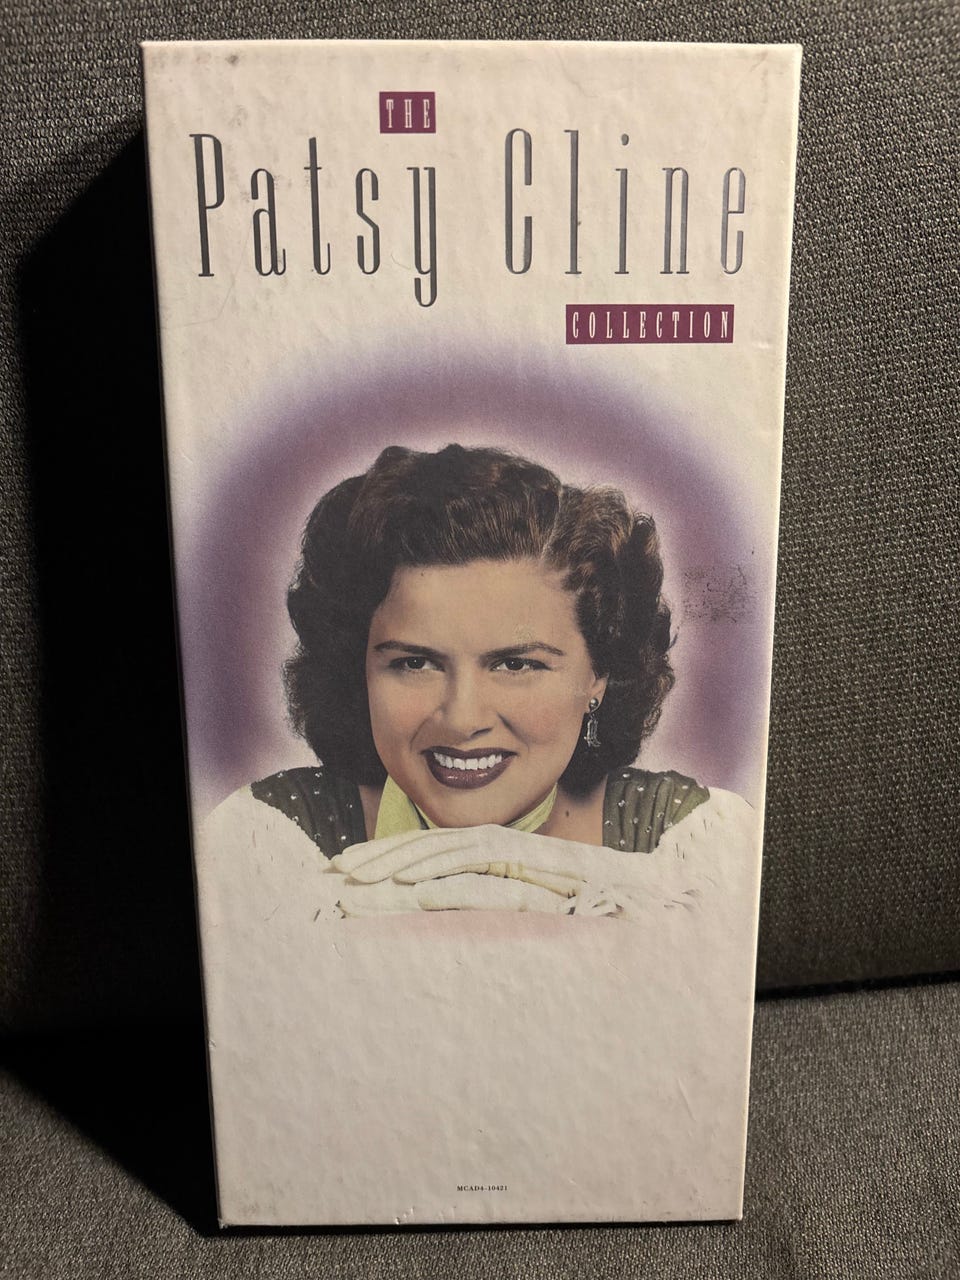 THE
Patsy Cline
COLLECTION
MCAD4-10421